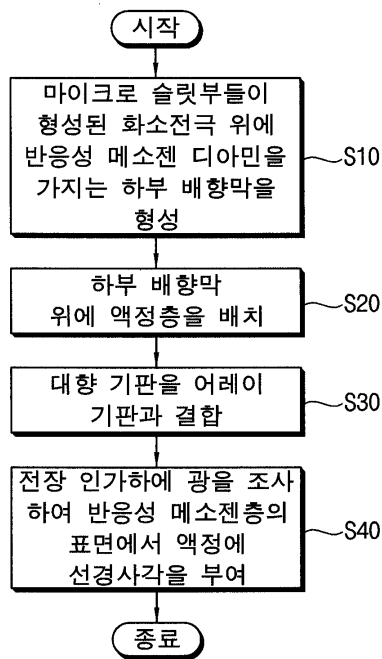 시작
마이크로 슬릿부들이
형성된 화소전극 위에
반응성 메소젠 디아민을
가지는 하부 배향막을
형성
S10
하부 배향막
위에 액정층을 배치
S20
대향 기판을 어레이
기판과 결합
S30
전장 인가하에 광을 조사
하여 반응성 메소젠층의
표면에서 액정에
선경사각을 부여
S40
종료